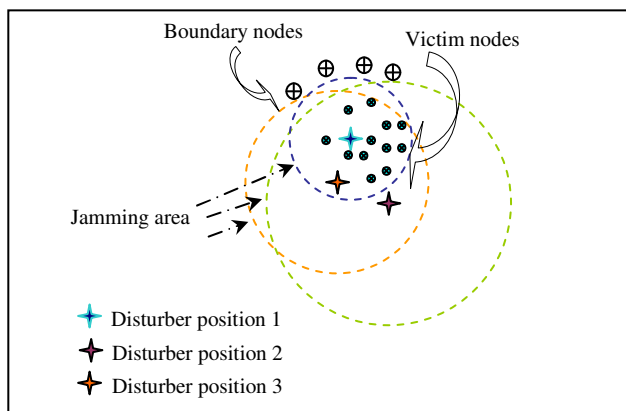 Boundary nodes
Victim nodes
Jamming area
Disturber position 1
Disturber position 2
Disturber position 3